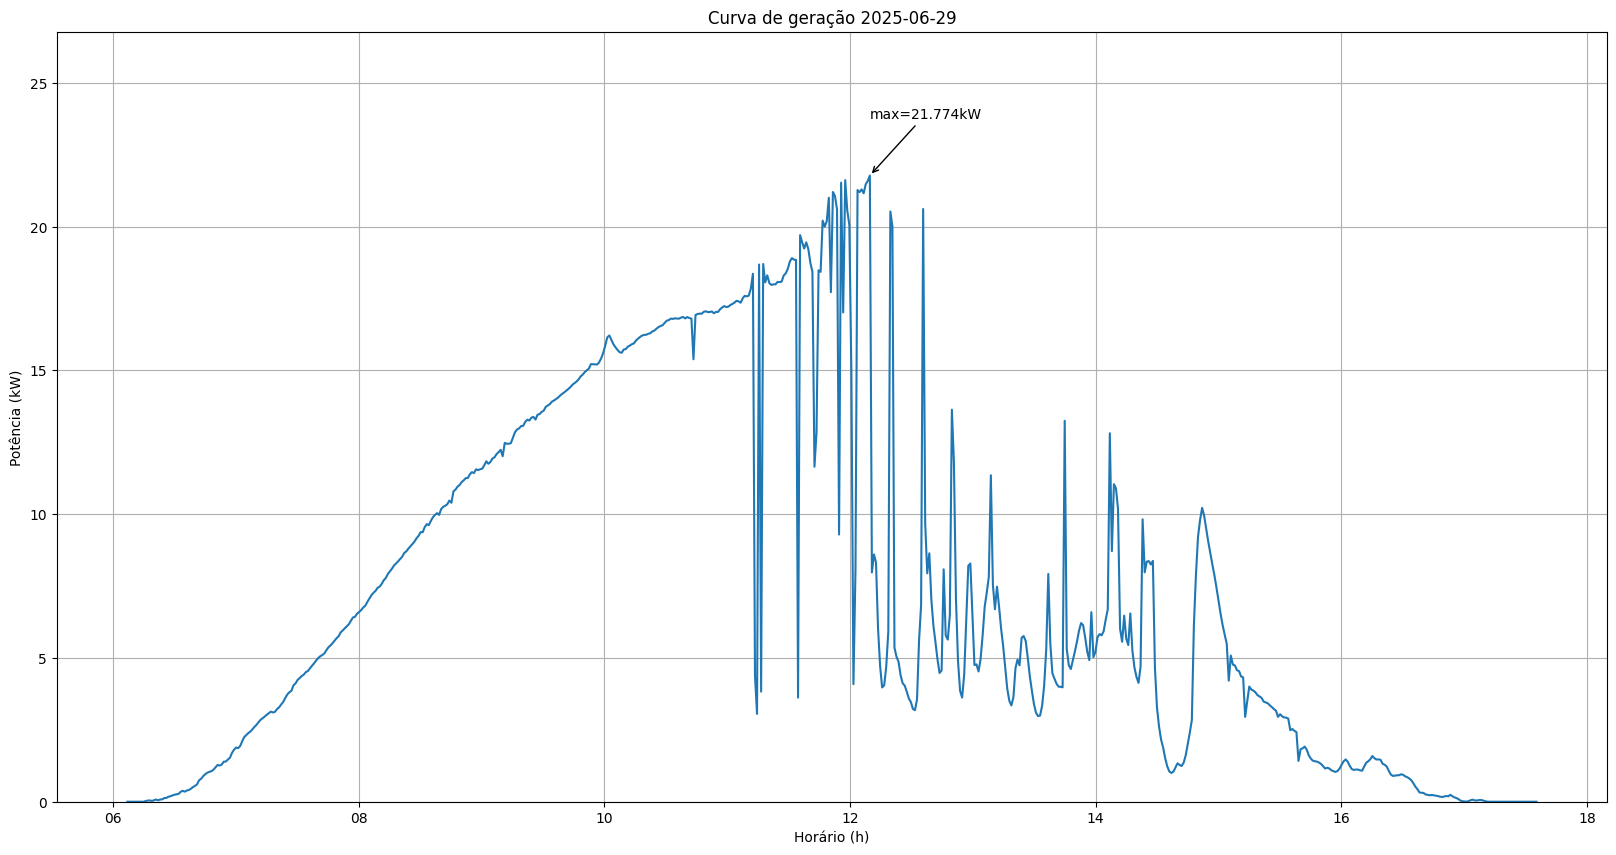 Curva de geração 2025-06-29
25
max=21.774kW
20
15
Potência (kW)
10
5
0
06 08 10 12 14 16 18
Horário (h)